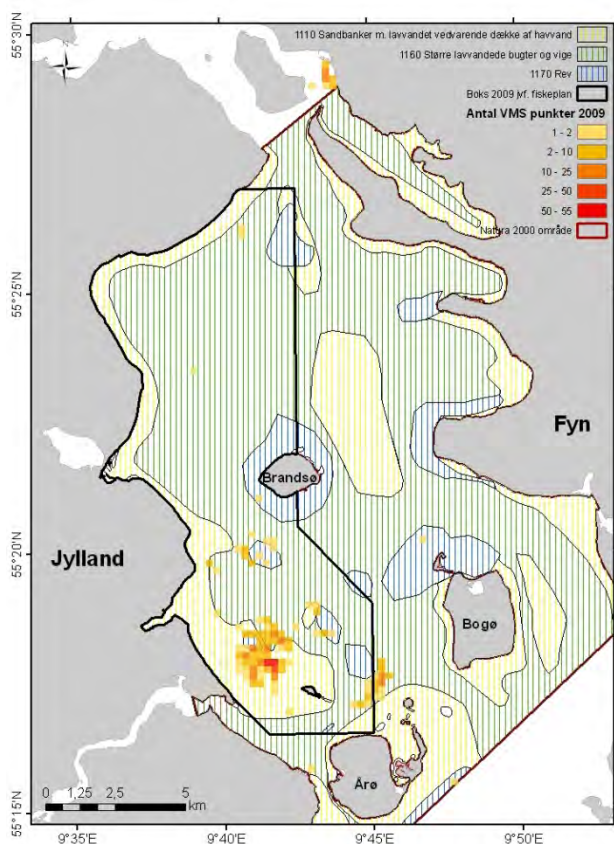 55°30'N
1110 Sandbanker m. lavvandet vedvarende dække af havvand
1160 Større lavvandede bugter og vige
1170 Rev
Boks 2009 jvf. fiskeplan
Antal VMS punkter 2009
1 - 2
2 - 10
10 - 25
25 - 50
50 - 55
Natura 2000 område
55°25'N
Fyn
Brandsø
55°20'N
Jylland
Bogø
Årø
0 1,25 2,5 5
km
55°15'N
9°35'E 9°40'E 9°45'E 9°50'E